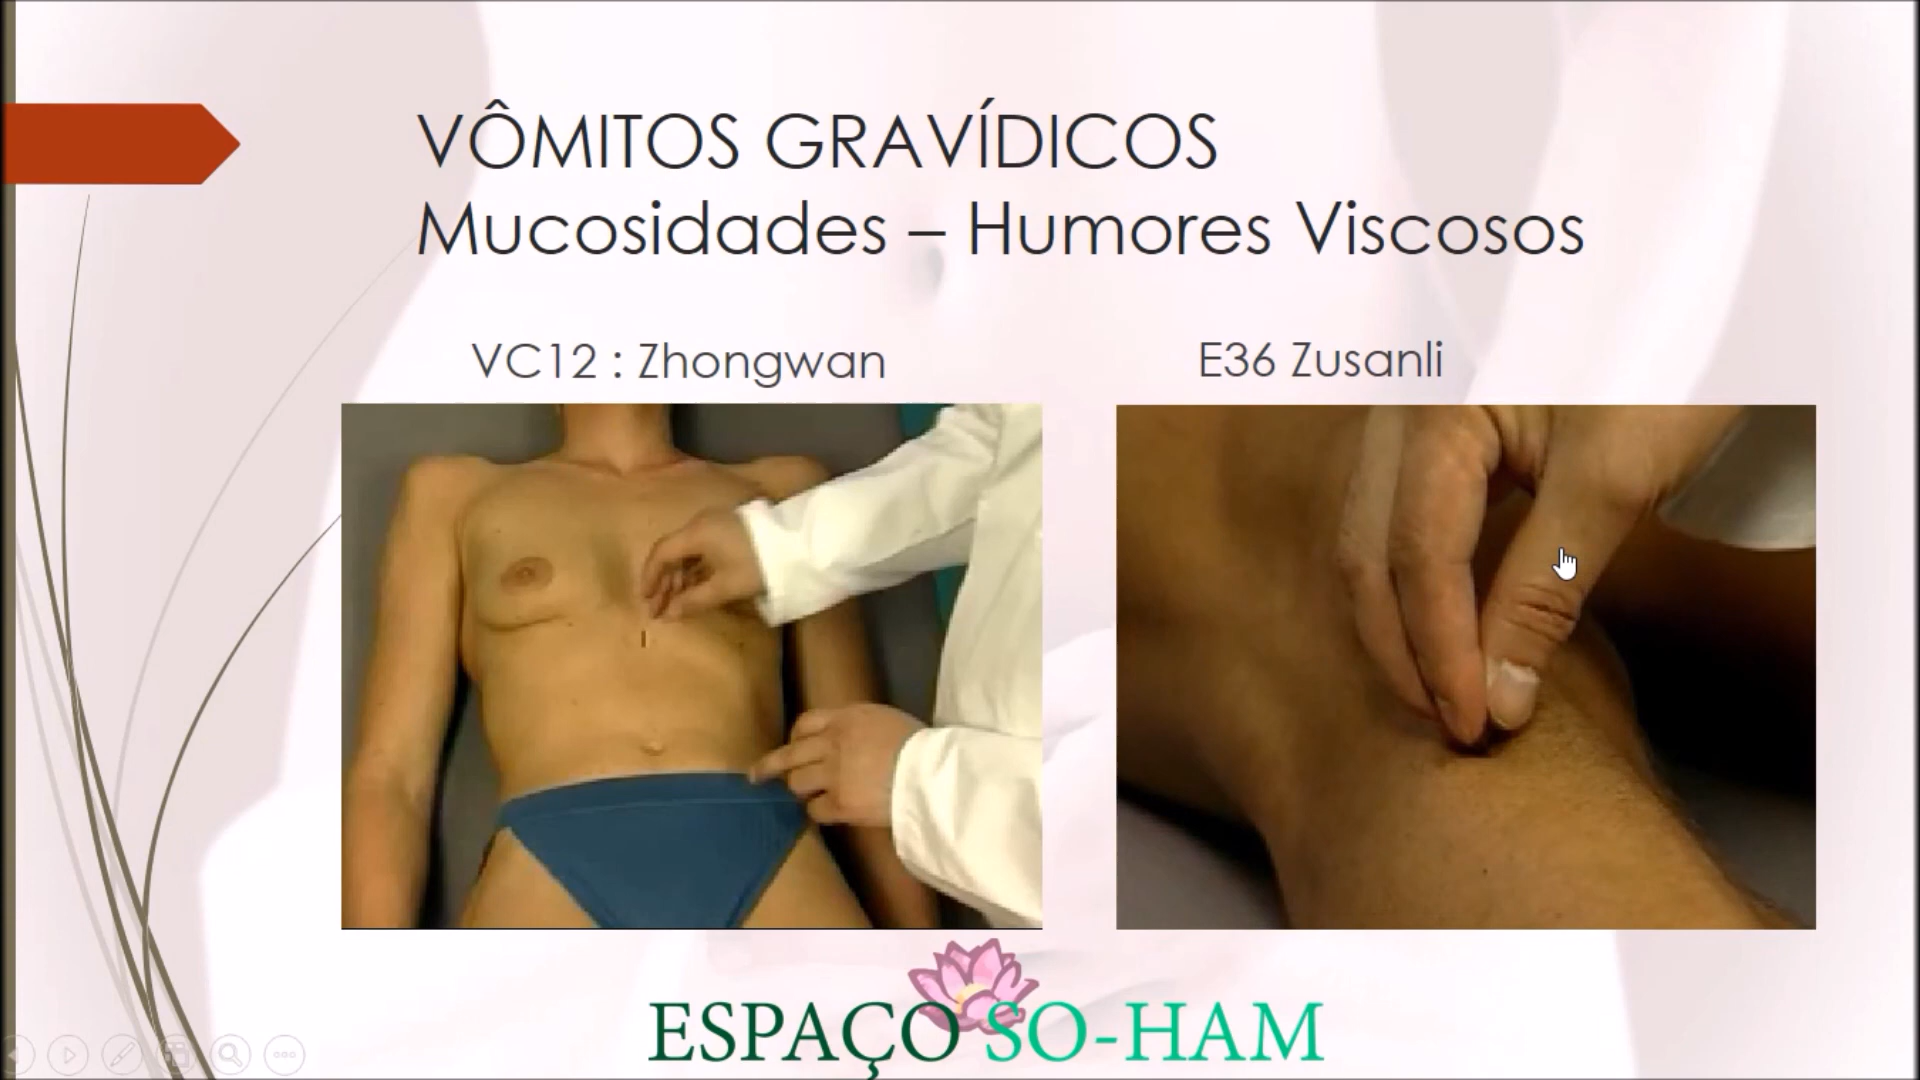 VÔMITOS GRAVÍDICOS
Mucosidades – Humores Viscosos
VC12 : Zhongwan
E36 Zusanli
ESPAÇO SO-HAM